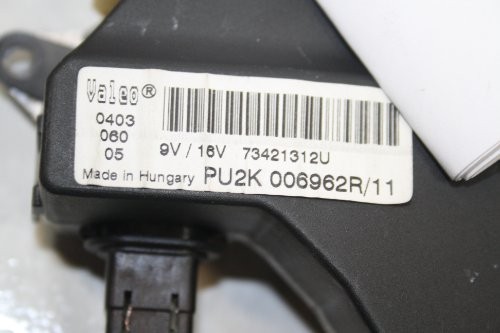 Valeo®
0403
060
05
9V / 16V 73421312U
Made in Hungary PU2K 006962R/11